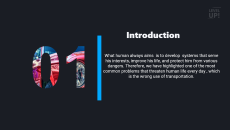 UP!
01
Introduction
What human always aims is to develop systems that serve
his interests, improve his life, and protect him from various
dangers. Therefore, we have highlighted one of the most
common problems that threaten human life every day, which
is the wrong use of transportation.